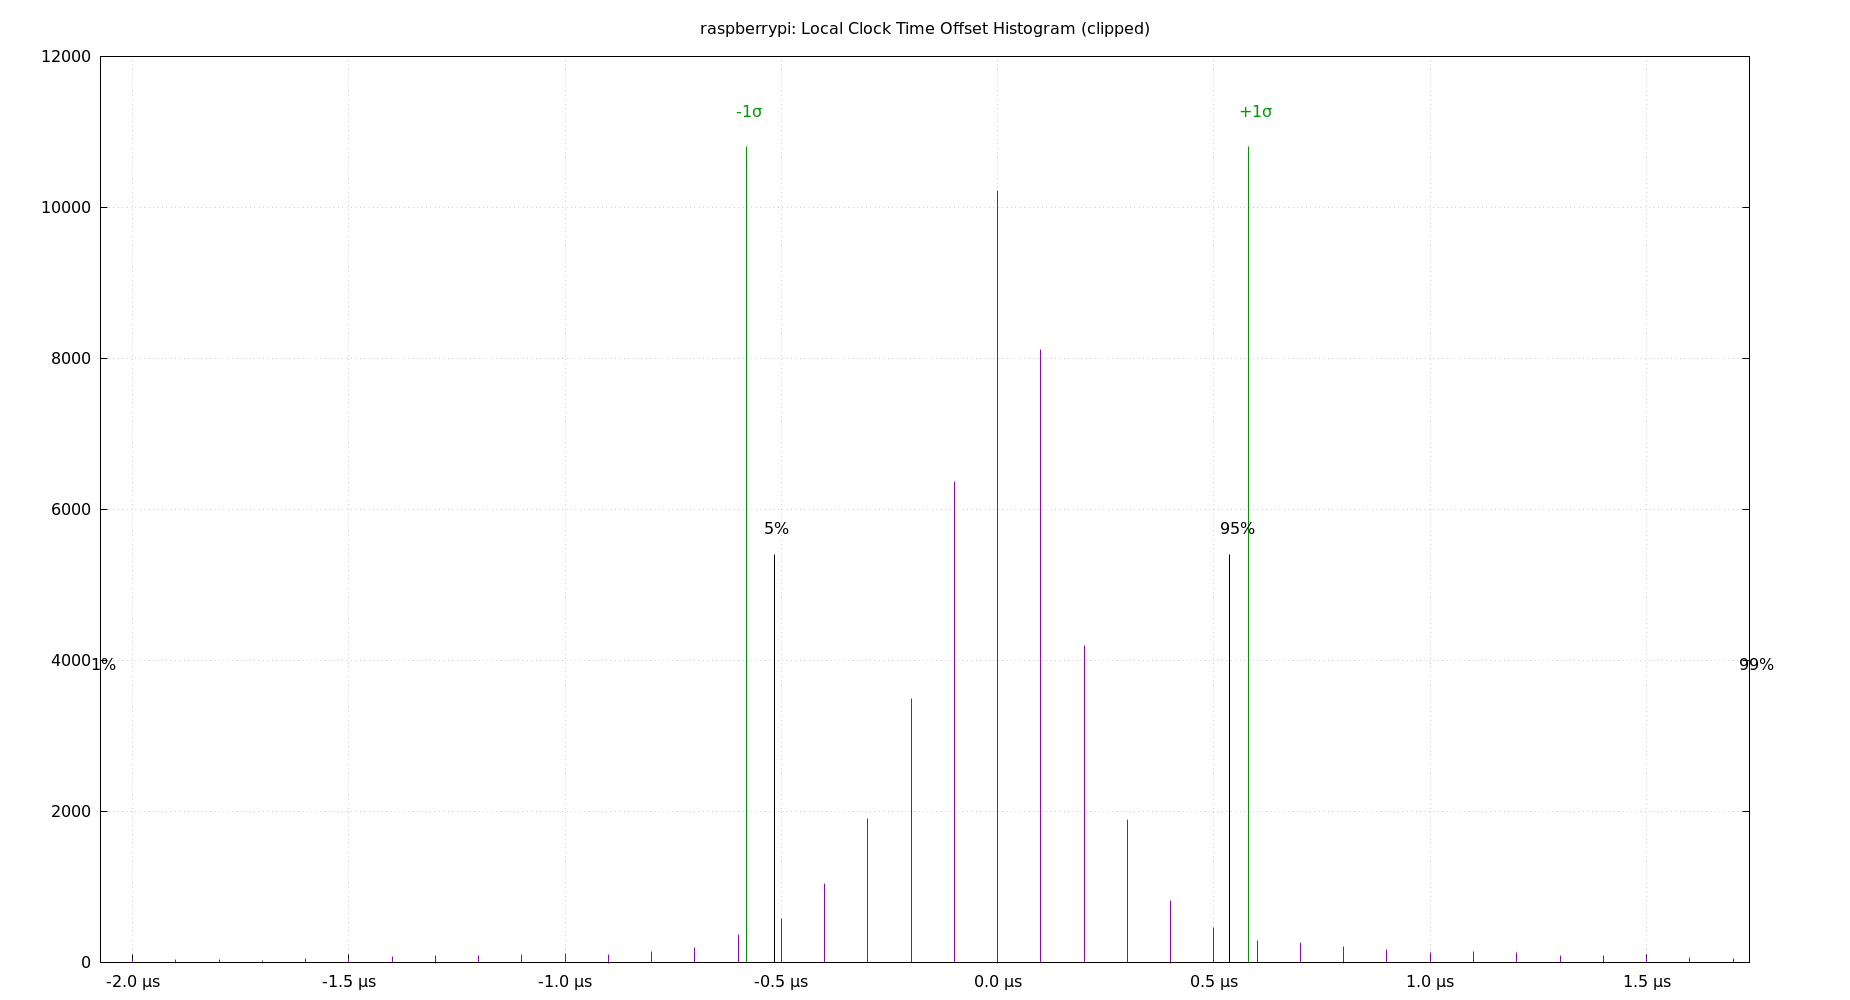 raspberrypi: Local Clock Time Offset Histogram (clipped)
12000
-1σ
+1σ
10000
8000
6000
5%
95%
4000
1%
99%
2000
0
-2.0 µs
-1.5 µs
-1.0 µs
-0.5 µs
0.0 µs
0.5 µs
1.0 µs
1.5 µs